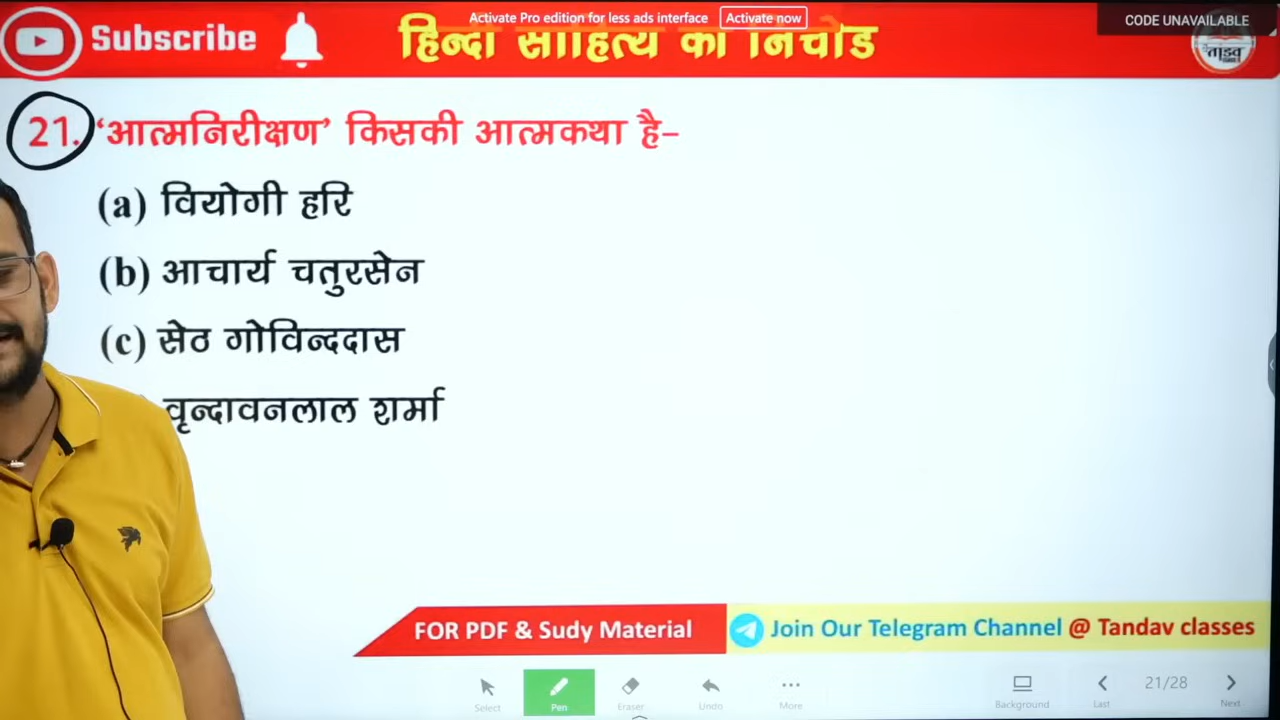 Activate Pro edition for less ads interface Activate now
CODE UNAVAILABLE
Subscribe
हिन्दी साहित्य का निचोड
ताण्डव
21. ‘आत्मनिरीक्षण’ किसकी आत्मकथा है–
(a) वियोगी हरि
(b) आचार्य चतुरसेन
(c) सेठ गोविन्ददास
वृन्दावनलाल शर्मा
FOR PDF & Sudy Material
Join Our Telegram Channel @ Tandav classes
Select
Pen
Eraser
Undo
More
Background
Last
21/28
Next